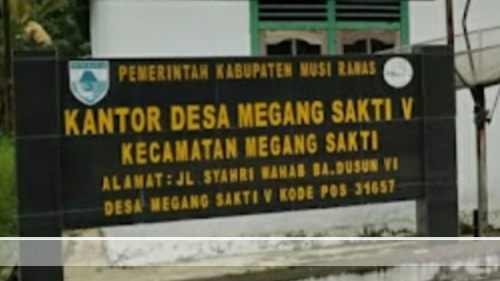 PEMERINTAH KABUPATEN MUSI RAWAS
KANTOR DESA MEGANG SAKTI V
KECAMATAN MEGANG SAKTI
ALAMAT: JL SYAHRI WAHAB BA. DUSUN VI
DESA MEGANG SAKTI V KODE POS 31657